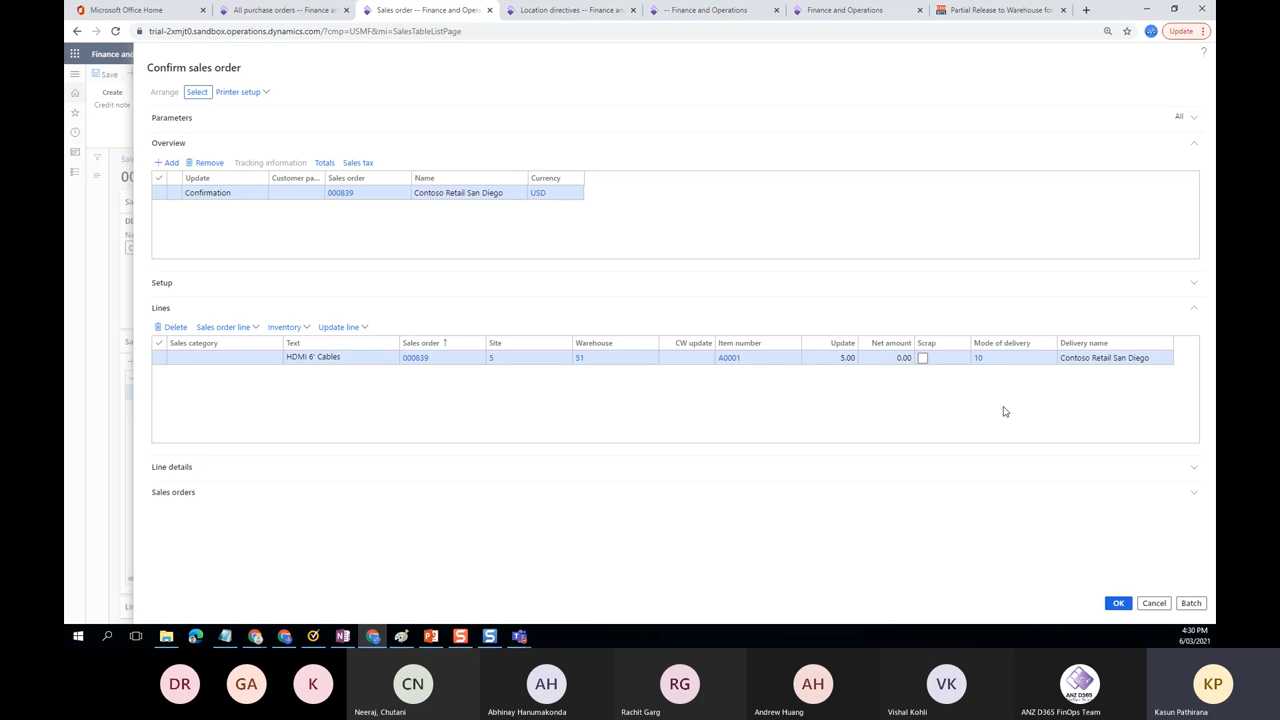 Microsoft Office Home
All purchase orders -- Finance a
Sales order -- Finance and Oper
Location directives -- Finance an
-- Finance and Operations
Finance and Operations
Partial Release to Warehouse for
trial-2xmjt0.sandbox.operations.dynamics.com/?cmp=USMF&mi=SalesTableListPage
Update
Finance and
?
Confirm sales order
Save
Create
Arrange
Select
Printer setup
Credit note
Parameters
All
Overview
Add
Remove
Tracking information
Totals
Sales tax
Update
Customer pa...
Sales order
Name
Currency
Confirmation
000839
Contoso Retail San Diego
USD
Setup
Lines
Delete
Sales order line
Inventory
Update line
Sales category
Text
Sales order
Site
Warehouse
CW update
Item number
Update
Net amount
Scrap
Mode of delivery
Delivery name
HDMI 6' Cables
000839
5
51
A0001
5.00
0.00
10
Contoso Retail San Diego
Line details
Sales orders
OK
Cancel
Batch
4:30 PM
6/03/2021
DR
GA
K
CN
AH
RG
AH
VK
KP
Neeraj, Chutani
Abhinay Hanumakonda
Rachit Garg
Andrew Huang
Vishal Kohli
ANZ D365 FinOps Team
Kasun Pathirana